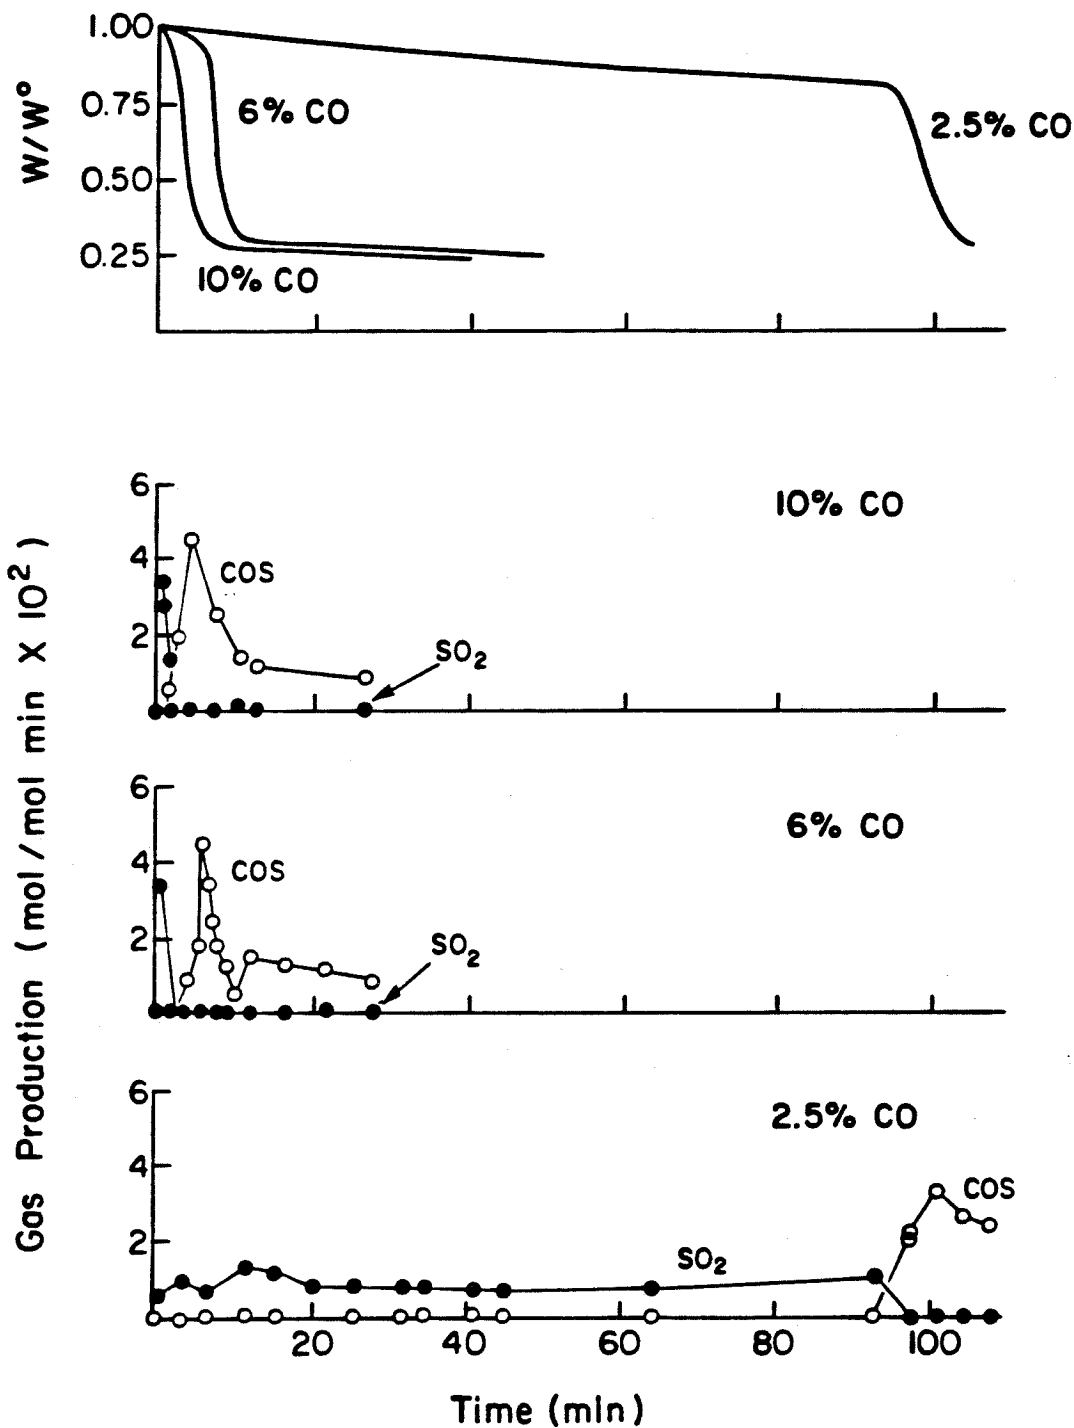 W/W°
1.00
0.75
0.50
0.25
6% CO
2.5% CO
10% CO
Gas Production (mol/mol min X 10²)
6
4
2
10% CO
COS
SO₂
6
4
2
6% CO
COS
SO₂
6
4
2
2.5% CO
COS
SO₂
20
40
60
80
100
Time (min)